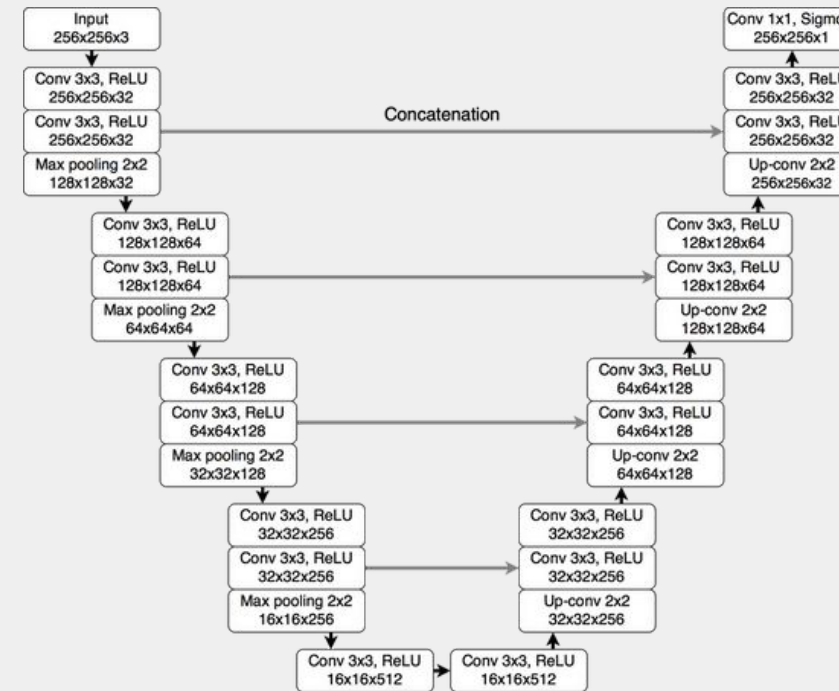 Input
256x256x3
Conv 3x3, ReLU
256x256x32
Conv 3x3, ReLU
256x256x32
Max pooling 2x2
128x128x32
Conv 3x3, ReLU
128x128x64
Conv 3x3, ReLU
128x128x64
Max pooling 2x2
64x64x64
Conv 3x3, ReLU
64x64x128
Conv 3x3, ReLU
64x64x128
Max pooling 2x2
32x32x128
Conv 3x3, ReLU
32x32x256
Conv 3x3, ReLU
32x32x256
Max pooling 2x2
16x16x256
Conv 3x3, ReLU
16x16x512
Conv 3x3, ReLU
16x16x512
Concatenation
Conv 3x3, ReLU
32x32x256
Conv 3x3, ReLU
32x32x256
Up-conv 2x2
32x32x256
Conv 3x3, ReLU
64x64x128
Conv 3x3, ReLU
64x64x128
Up-conv 2x2
64x64x128
Conv 3x3, ReLU
128x128x64
Conv 3x3, ReLU
128x128x64
Up-conv 2x2
128x128x64
Conv 1x1, Sigmo
256x256x1
Conv 3x3, ReLU
256x256x32
Conv 3x3, ReLU
256x256x32
Up-conv 2x2
256x256x32